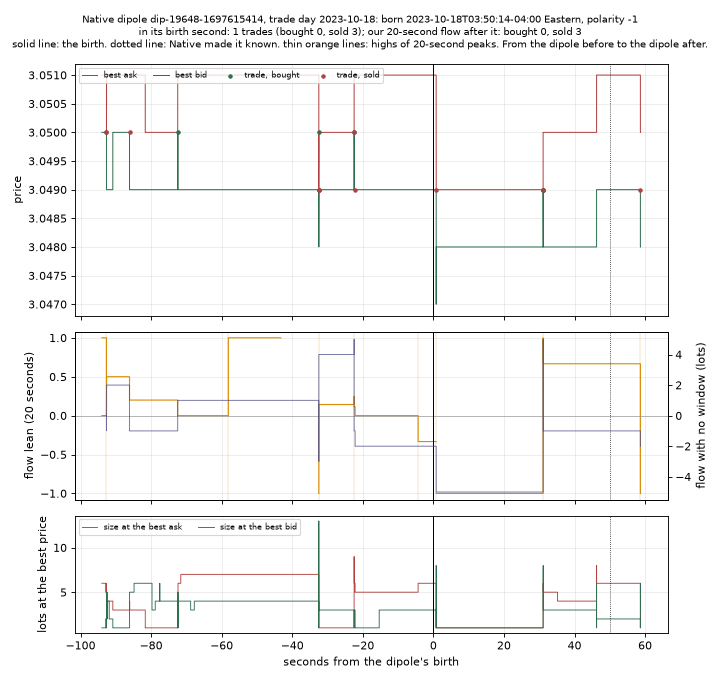 Native dipole dip-19648-1697615414, trade day 2023-10-18: born 2023-10-18T03:50:14-04:00 Eastern, polarity -1
in its birth second: 1 trades (bought 0, sold 3); our 20-second flow after it: bought 0, sold 3
solid line: the birth. dotted line: Native made it known. thin orange lines: highs of 20-second peaks. From the dipole before to the dipole after.
best ask
best bid
trade, bought
trade, sold
3.0510
3.0505
3.0500
3.0495
3.0490
3.0485
3.0480
3.0475
3.0470
price
1.0
0.5
0.0
−0.5
−1.0
flow lean (20 seconds)
4
2
0
−2
−4
flow with no window (lots)
size at the best ask
size at the best bid
10
5
lots at the best price
−100
−80
−60
−40
−20
0
20
40
60
seconds from the dipole's birth